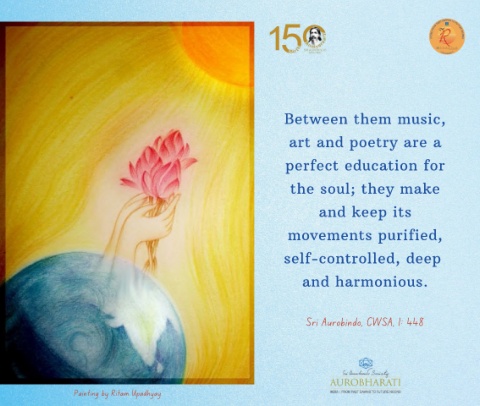 150
Between them music,
art and poetry are a
perfect education for
the soul; they make
and keep its
movements purified,
self-controlled, deep
and harmonious.
Sri Aurobindo, CWSA, 1: 448
Sri Aurobindo Society
AUROBHARATI
Painting by Ritam Upadhyay